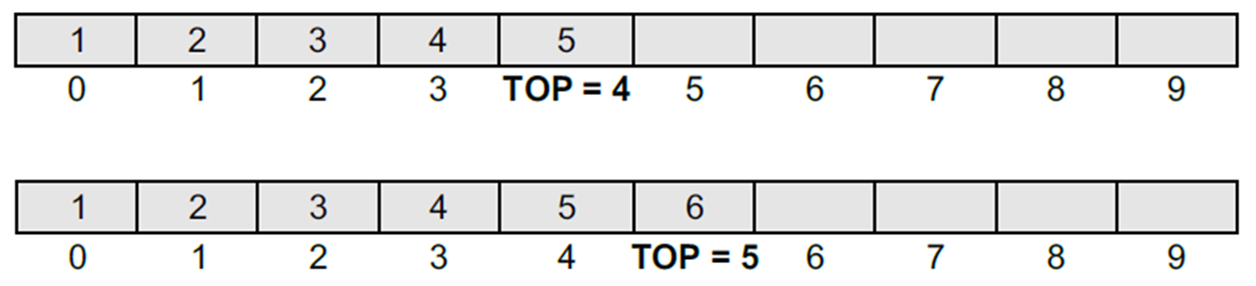 1 2 3 4 5
0 1 2 3 TOP = 4 5 6 7 8 9
1 2 3 4 5 6
0 1 2 3 4 TOP = 5 6 7 8 9